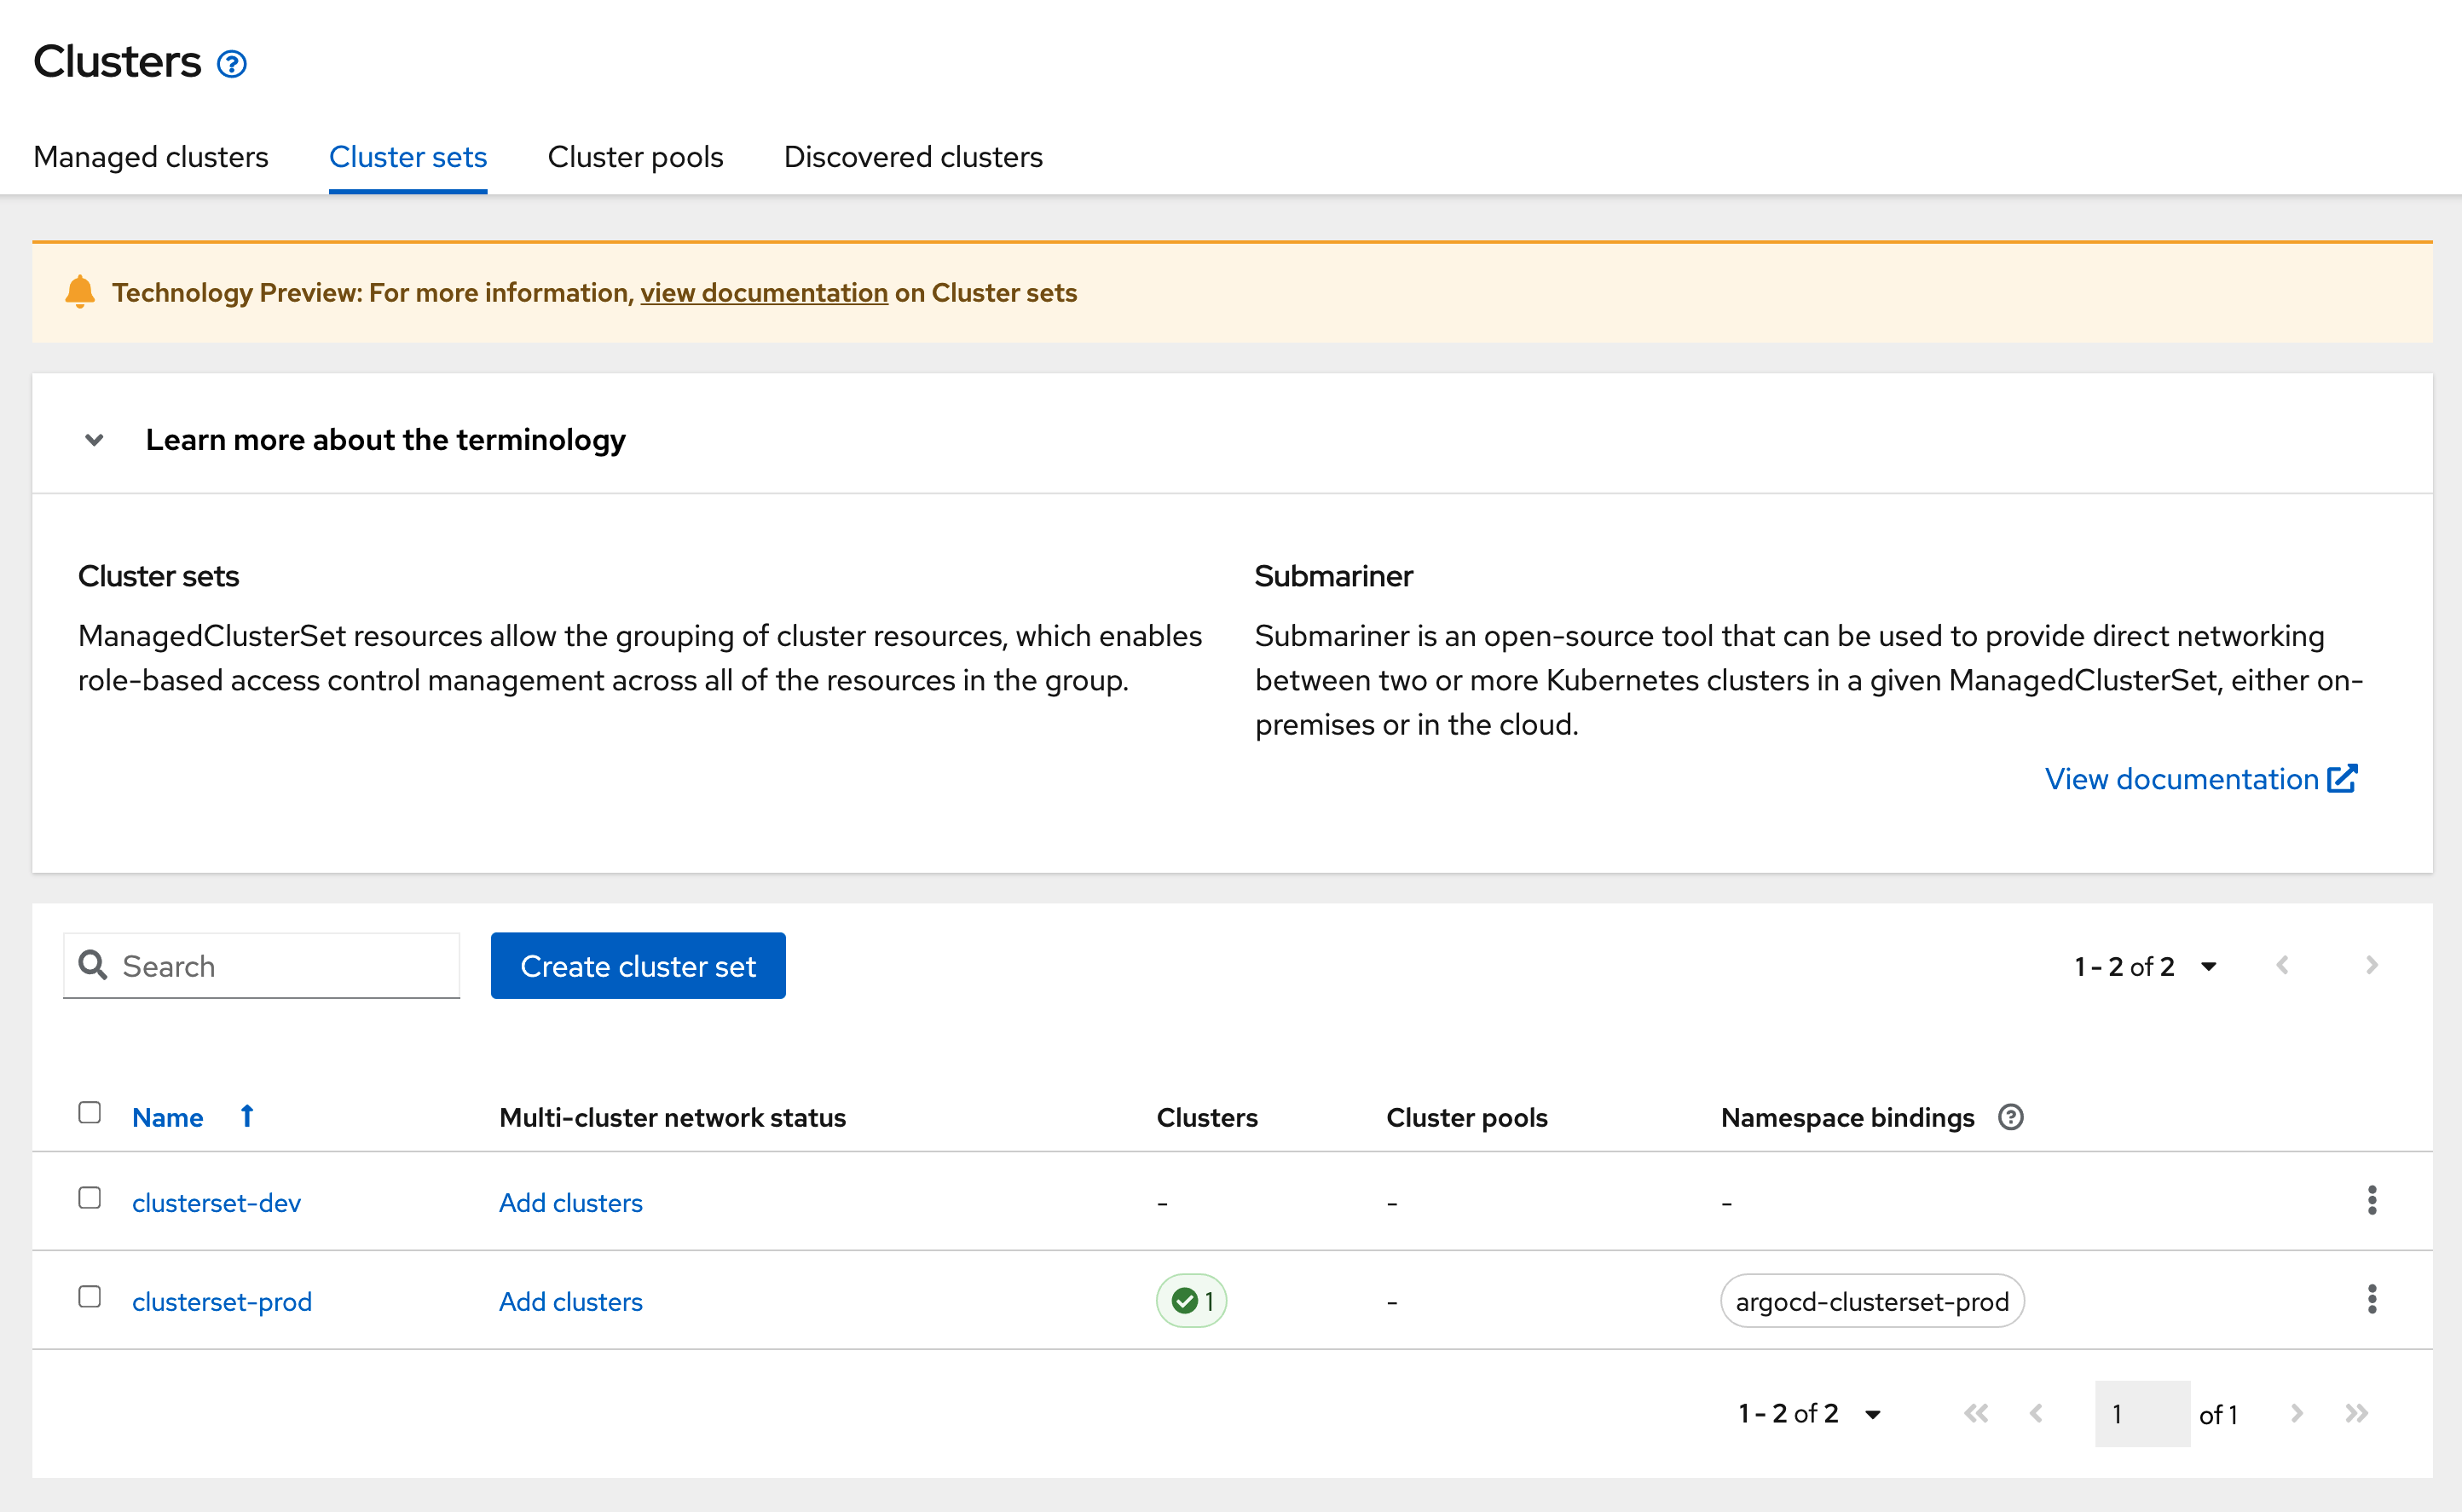 Clusters
Managed clusters Cluster sets Cluster pools Discovered clusters
Technology Preview: For more information, view documentation on Cluster sets
Learn more about the terminology
Cluster sets
ManagedClusterSet resources allow the grouping of cluster resources, which enables
role-based access control management across all of the resources in the group.
Submariner
Submariner is an open-source tool that can be used to provide direct networking
between two or more Kubernetes clusters in a given ManagedClusterSet, either on-
premises or in the cloud.
View documentation
Search Create cluster set 1 - 2 of 2
Name Multi-cluster network status Clusters Cluster pools Namespace bindings
clusterset-dev Add clusters - - -
clusterset-prod Add clusters 1 - argocd-clusterset-prod
1 - 2 of 2 1 of 1